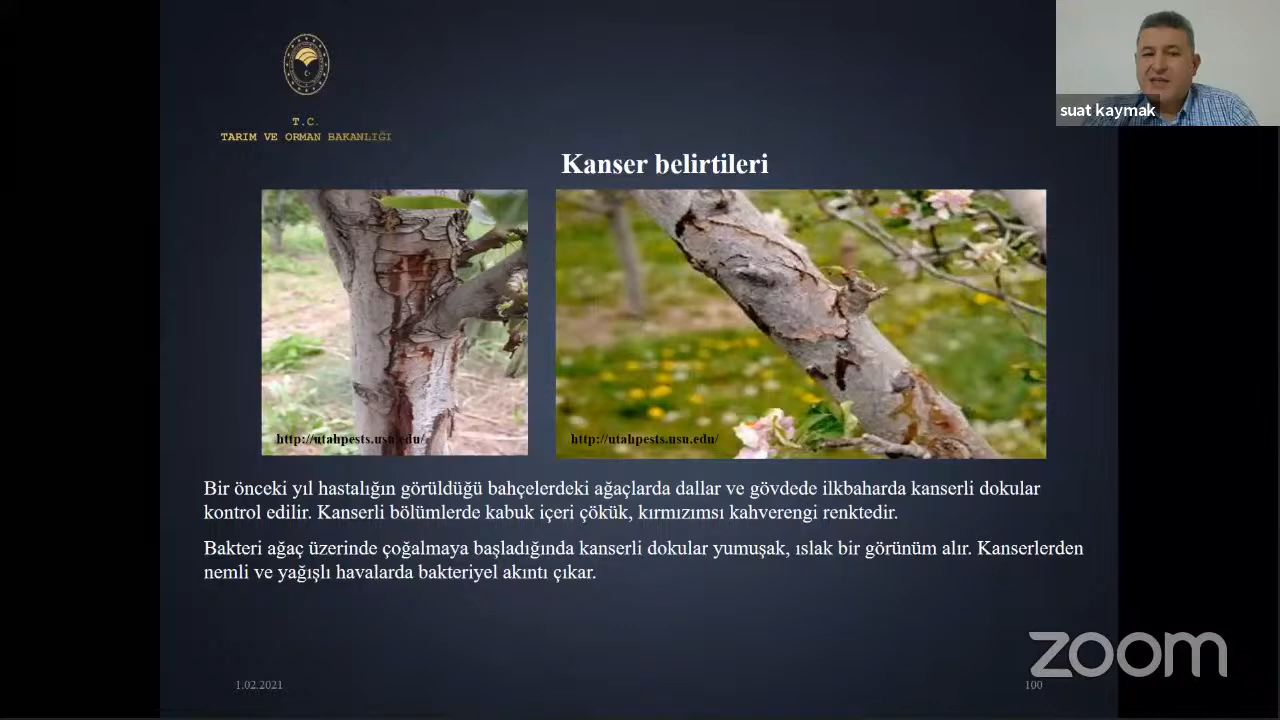 suat kaymak
T.C.
TARIM VE ORMAN BAKANLIĞI
Kanser belirtileri
http://utahpests.usu.edu/
http://utahpests.usu.edu/
Bir önceki yıl hastalığın görüldüğü bahçelerdeki ağaçlarda dallar ve gövdede ilkbaharda kanserli dokular
kontrol edilir. Kanserli bölümlerde kabuk içeri çökük, kırmızımsı kahverengi renktedir.
Bakteri ağaç üzerinde çoğalmaya başladığında kanserli dokular yumuşak, ıslak bir görünüm alır. Kanserlerden
nemli ve yağışlı havalarda bakteriyel akıntı çıkar.
zoom
1.02.2021
100